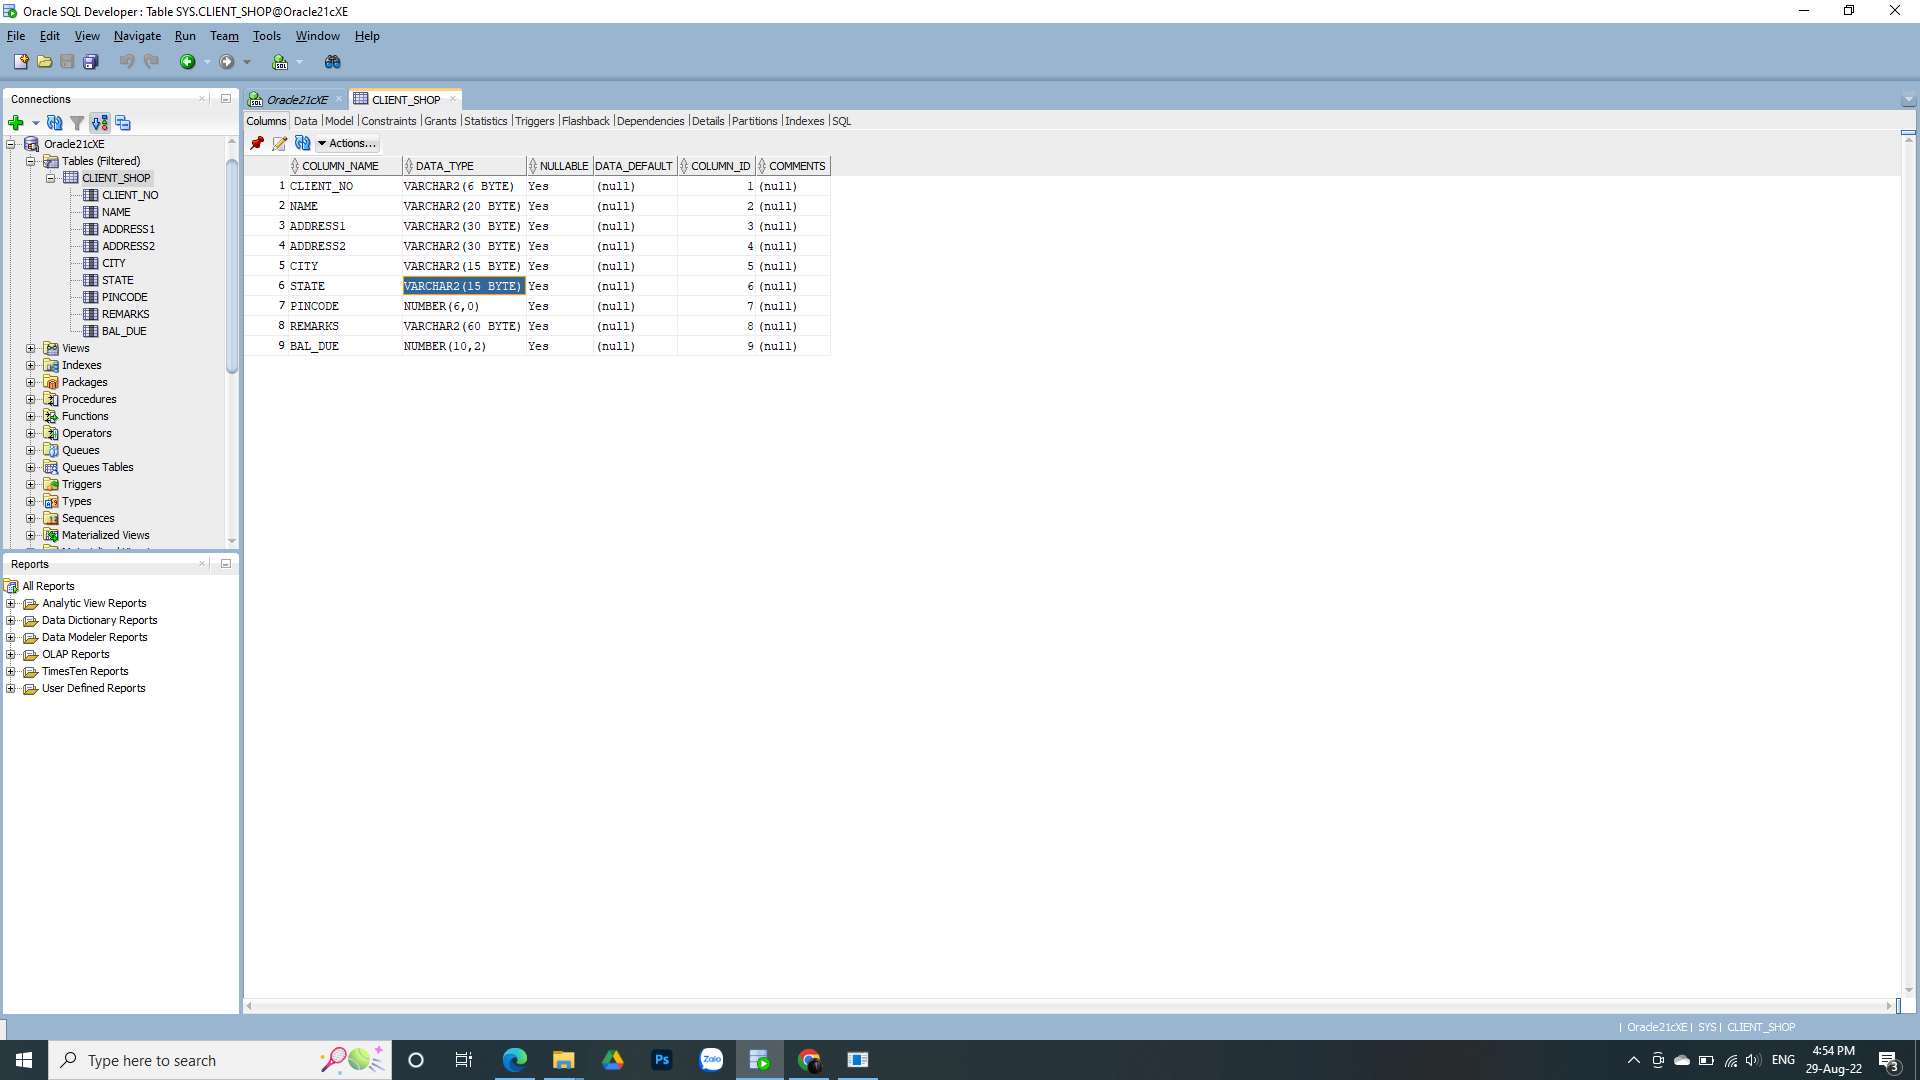 Oracle SQL Developer : Table SYS.CLIENT_SHOP@Oracle21cXE
File Edit View Navigate Run Team Tools Window Help
Connections
Oracle21cXE
Tables (Filtered)
CLIENT_SHOP
CLIENT_NO
NAME
ADDRESS1
ADDRESS2
CITY
STATE
PINCODE
REMARKS
BAL_DUE
Views
Indexes
Packages
Procedures
Functions
Operators
Queues
Queues Tables
Triggers
Types
Sequences
Materialized Views
Reports
All Reports
Analytic View Reports
Data Dictionary Reports
Data Modeler Reports
OLAP Reports
TimesTen Reports
User Defined Reports
Oracle21cXE CLIENT_SHOP
Columns Data Model Constraints Grants Statistics Triggers Flashback Dependencies Details Partitions Indexes SQL
Actions...
COLUMN_NAME DATA_TYPE NULLABLE DATA_DEFAULT COLUMN_ID COMMENTS
1 CLIENT_NO VARCHAR2(6 BYTE) Yes (null) 1 (null)
2 NAME VARCHAR2(20 BYTE) Yes (null) 2 (null)
3 ADDRESS1 VARCHAR2(30 BYTE) Yes (null) 3 (null)
4 ADDRESS2 VARCHAR2(30 BYTE) Yes (null) 4 (null)
5 CITY VARCHAR2(15 BYTE) Yes (null) 5 (null)
6 STATE VARCHAR2(15 BYTE) Yes (null) 6 (null)
7 PINCODE NUMBER(6,0) Yes (null) 7 (null)
8 REMARKS VARCHAR2(60 BYTE) Yes (null) 8 (null)
9 BAL_DUE NUMBER(10,2) Yes (null) 9 (null)
| Oracle21cXE | SYS | CLIENT_SHOP
Type here to search
Ps
Zalo
ENG
4:54 PM
29-Aug-22
3